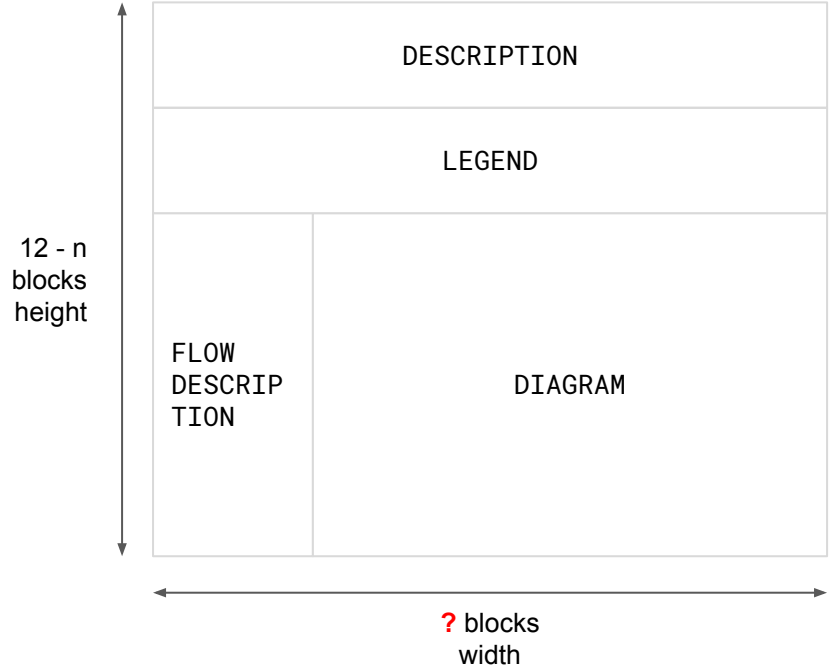 DESCRIPTION
LEGEND
12 - n
blocks
height
FLOW
DESCRIP
TION
DIAGRAM
? blocks
width